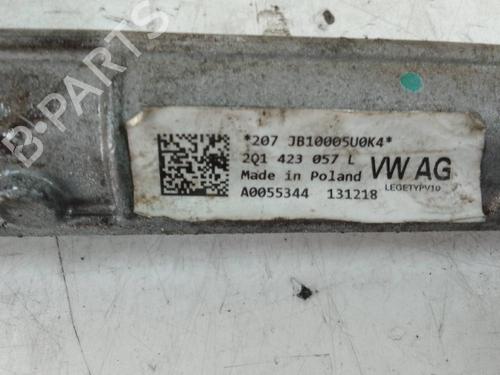 B-PARTS
*207 JB10005U0K4*
2Q1 423 057 L
Made in Poland
A0055344 131218
VW AG
LEGETYPV10